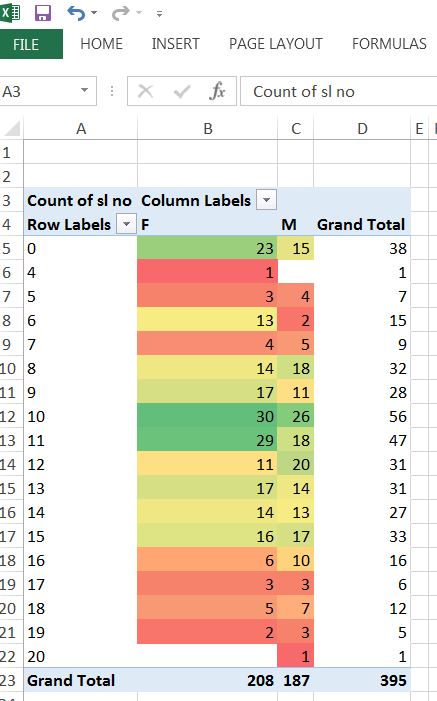 FILE HOME INSERT PAGE LAYOUT FORMULAS
A3 fx Count of sl no
A B C D E
1
2
3 Count of sl no Column Labels
4 Row Labels F M Grand Total
5 0 23 15 38
6 4 1 1
7 5 3 4 7
8 6 13 2 15
9 7 4 5 9
10 8 14 18 32
11 9 17 11 28
12 10 30 26 56
13 11 29 18 47
14 12 11 20 31
15 13 17 14 31
16 14 14 13 27
17 15 16 17 33
18 16 6 10 16
19 17 3 3 6
20 18 5 7 12
21 19 2 3 5
22 20 1 1
23 Grand Total 208 187 395